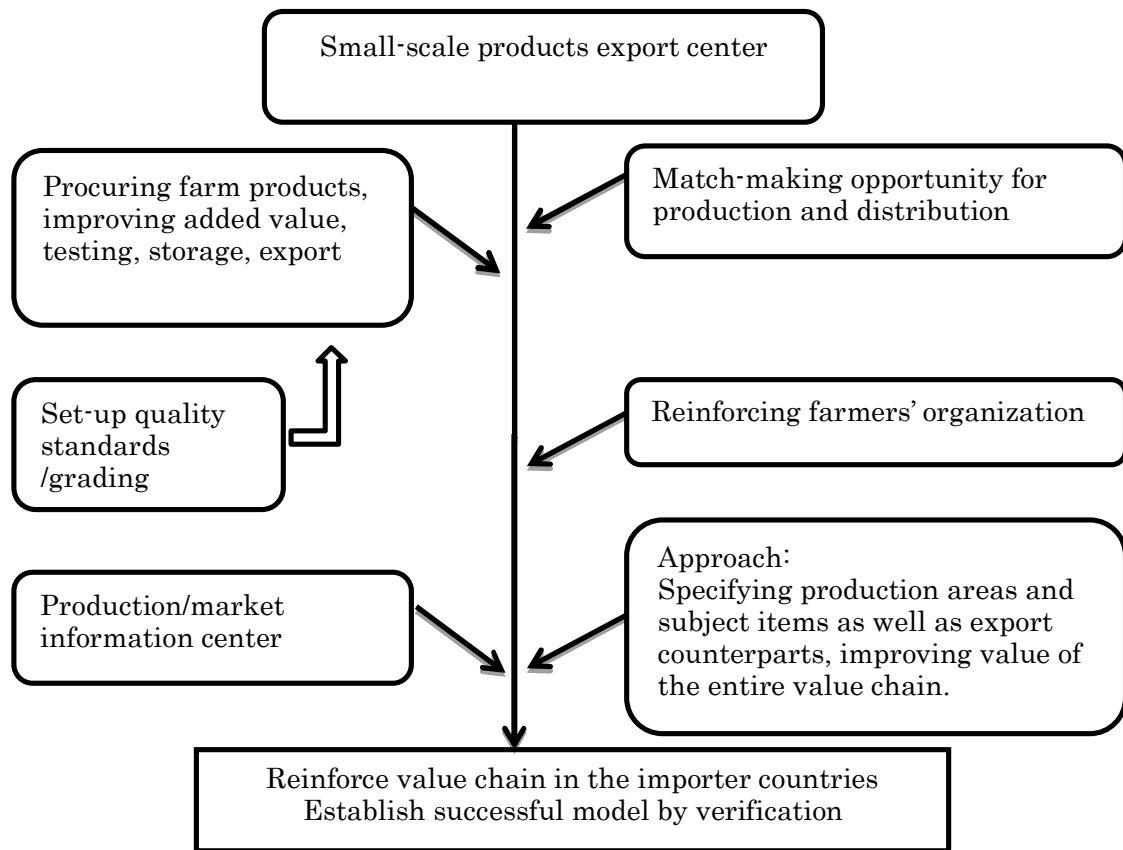 Small-scale products export center
Procuring farm products,
improving added value,
testing, storage, export
Match-making opportunity for
production and distribution
Set-up quality
standards
/grading
Reinforcing farmers’ organization
Production/market
information center
Approach:
Specifying production areas and
subject items as well as export
counterparts, improving value of
the entire value chain.
Reinforce value chain in the importer countries
Establish successful model by verification